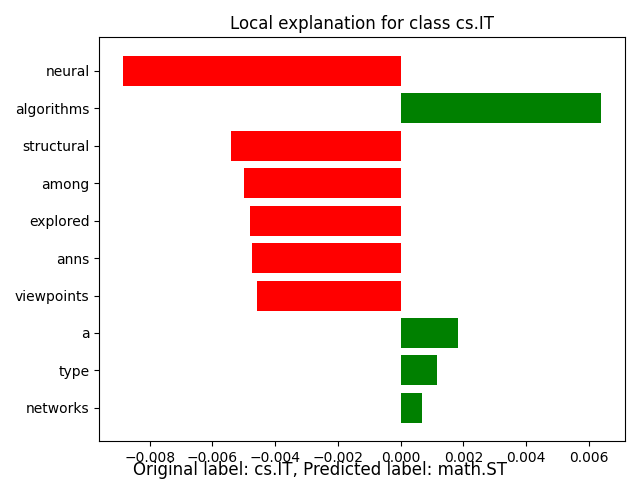 Local explanation for class cs.IT
neural
algorithms
structural
among
explored
anns
viewpoints
a
type
networks
−0.008 −0.006 −0.004 −0.002 0.000 0.002 0.004 0.006
Original label: cs.IT, Predicted label: math.ST